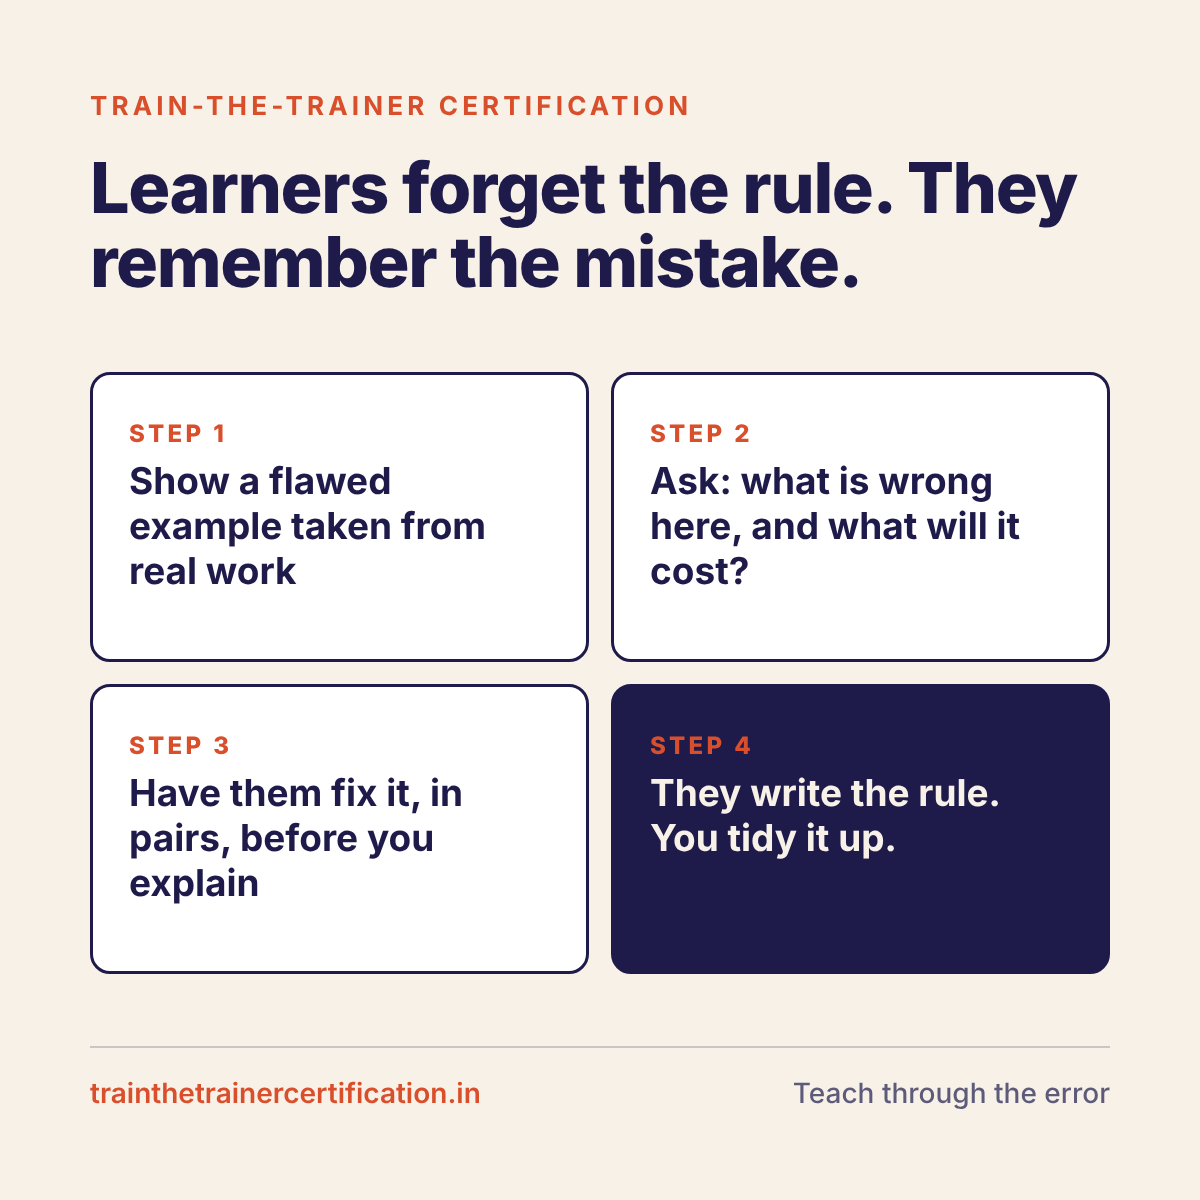 TRAIN-THE-TRAINER CERTIFICATION
Learners forget the rule. They
remember the mistake.
STEP 1
Show a flawed
example taken from
real work
STEP 2
Ask: what is wrong
here, and what will it
cost?
STEP 3
Have them fix it, in
pairs, before you
explain
STEP 4
They write the rule.
You tidy it up.
trainthetrainercertification.in
Teach through the error